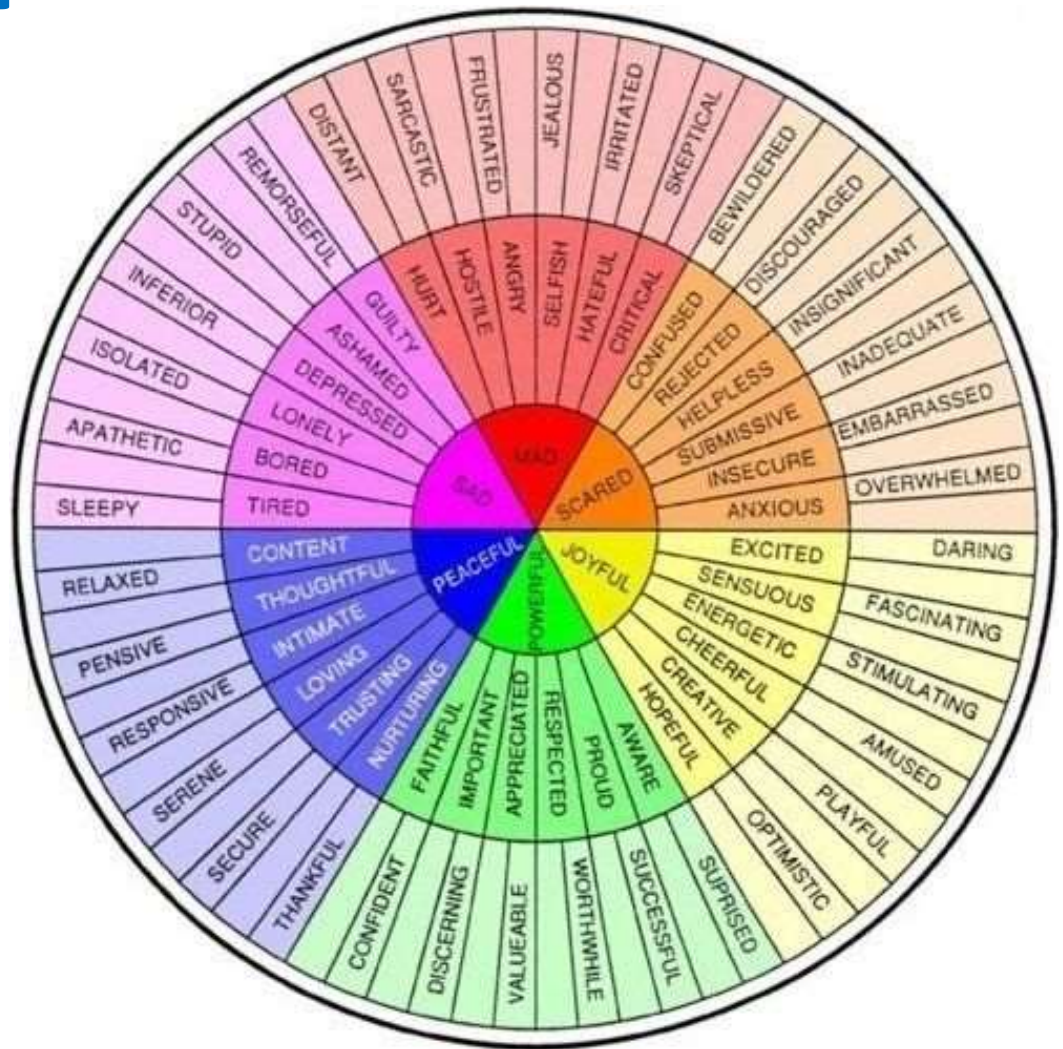 MAD
SCARED
JOYFUL
POWERFUL
PEACEFUL
SAD
HURT
HOSTILE
ANGRY
SELFISH
HATEFUL
CRITICAL
CONFUSED
REJECTED
HELPLESS
SUBMISSIVE
INSECURE
ANXIOUS
EXCITED
SENSUOUS
ENERGETIC
CHEERFUL
CREATIVE
HOPEFUL
AWARE
PROUD
RESPECTED
APPRECIATED
IMPORTANT
FAITHFUL
NURTURING
TRUSTING
LOVING
INTIMATE
THOUGHTFUL
CONTENT
TIRED
BORED
LONELY
DEPRESSED
ASHAMED
GUILTY
DISTANT
SARCASTIC
FRUSTRATED
JEALOUS
IRRITATED
SKEPTICAL
BEWILDERED
DISCOURAGED
INSIGNIFICANT
INADEQUATE
EMBARRASSED
OVERWHELMED
DARING
FASCINATING
STIMULATING
AMUSED
PLAYFUL
OPTIMISTIC
SUPRISED
SUCCESSFUL
WORTHWHILE
VALUEABLE
DISCERNING
CONFIDENT
THANKFUL
SECURE
SERENE
RESPONSIVE
PENSIVE
RELAXED
SLEEPY
APATHETIC
ISOLATED
INFERIOR
STUPID
REMORSEFUL